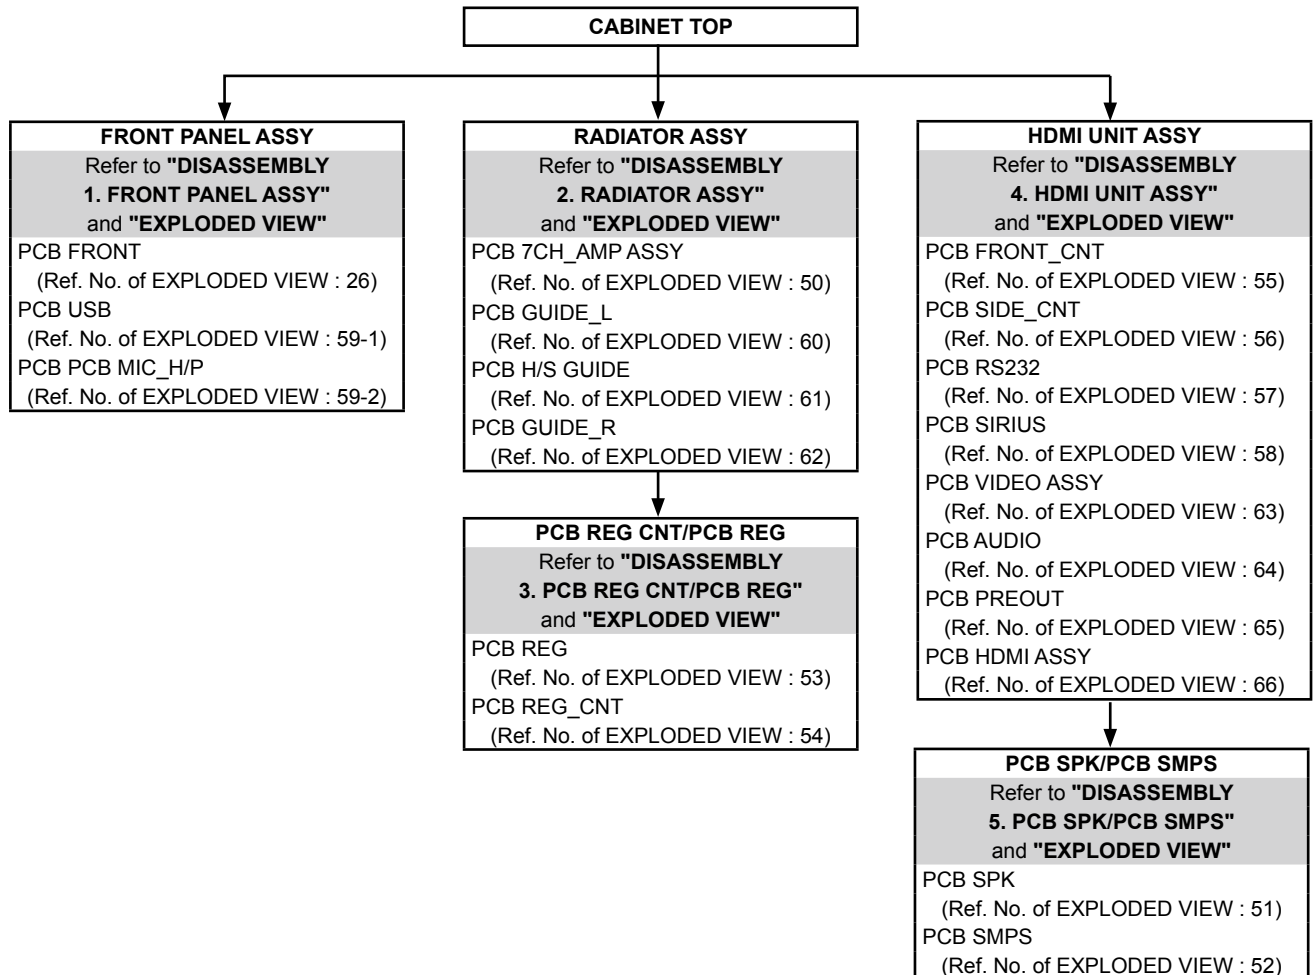 CABINET TOP
FRONT PANEL ASSY
Refer to "DISASSEMBLY
1. FRONT PANEL ASSY"
and "EXPLODED VIEW"
PCB FRONT
(Ref. No. of EXPLODED VIEW : 26)
PCB USB
(Ref. No. of EXPLODED VIEW : 59-1)
PCB PCB MIC_H/P
(Ref. No. of EXPLODED VIEW : 59-2)
RADIATOR ASSY
Refer to "DISASSEMBLY
2. RADIATOR ASSY"
and "EXPLODED VIEW"
PCB 7CH_AMP ASSY
(Ref. No. of EXPLODED VIEW : 50)
PCB GUIDE_L
(Ref. No. of EXPLODED VIEW : 60)
PCB H/S GUIDE
(Ref. No. of EXPLODED VIEW : 61)
PCB GUIDE_R
(Ref. No. of EXPLODED VIEW : 62)
PCB REG CNT/PCB REG
Refer to "DISASSEMBLY
3. PCB REG CNT/PCB REG"
and "EXPLODED VIEW"
PCB REG
(Ref. No. of EXPLODED VIEW : 53)
PCB REG_CNT
(Ref. No. of EXPLODED VIEW : 54)
HDMI UNIT ASSY
Refer to "DISASSEMBLY
4. HDMI UNIT ASSY"
and "EXPLODED VIEW"
PCB FRONT_CNT
(Ref. No. of EXPLODED VIEW : 55)
PCB SIDE_CNT
(Ref. No. of EXPLODED VIEW : 56)
PCB RS232
(Ref. No. of EXPLODED VIEW : 57)
PCB SIRIUS
(Ref. No. of EXPLODED VIEW : 58)
PCB VIDEO ASSY
(Ref. No. of EXPLODED VIEW : 63)
PCB AUDIO
(Ref. No. of EXPLODED VIEW : 64)
PCB PREOUT
(Ref. No. of EXPLODED VIEW : 65)
PCB HDMI ASSY
(Ref. No. of EXPLODED VIEW : 66)
PCB SPK/PCB SMPS
Refer to "DISASSEMBLY
5. PCB SPK/PCB SMPS"
and "EXPLODED VIEW"
PCB SPK
(Ref. No. of EXPLODED VIEW : 51)
PCB SMPS
(Ref. No. of EXPLODED VIEW : 52)